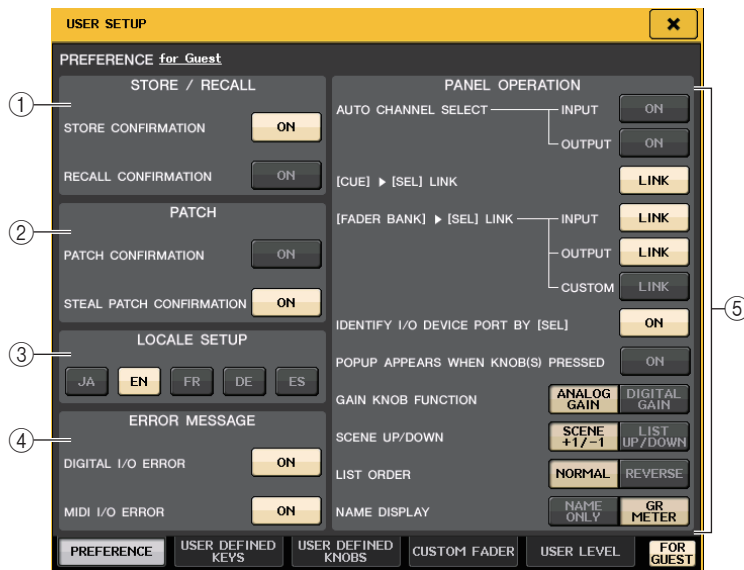 USER SETUP
PREFERENCE for Guest
STORE / RECALL
① STORE CONFIRMATION ON
RECALL CONFIRMATION ON
PATCH
② PATCH CONFIRMATION ON
STEAL PATCH CONFIRMATION ON
LOCALE SETUP
③ JA EN FR DE ES
ERROR MESSAGE
④ DIGITAL I/O ERROR ON
MIDI I/O ERROR ON
PANEL OPERATION
AUTO CHANNEL SELECT INPUT ON
OUTPUT ON
[CUE] ▶ [SEL] LINK LINK
[FADER BANK] ▶ [SEL] LINK INPUT LINK
OUTPUT LINK
CUSTOM LINK
⑤
IDENTIFY I/O DEVICE PORT BY [SEL] ON
POPUP APPEARS WHEN KNOB(S) PRESSED ON
GAIN KNOB FUNCTION ANALOG GAIN DIGITAL GAIN
SCENE UP/DOWN SCENE +1/-1 LIST UP/DOWN
LIST ORDER NORMAL REVERSE
NAME DISPLAY NAME ONLY GR METER
PREFERENCE USER DEFINED KEYS USER DEFINED KNOBS CUSTOM FADER USER LEVEL FOR GUEST